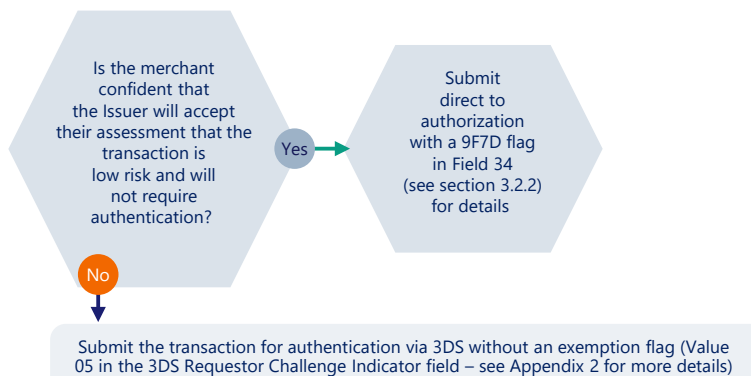 Is the merchant
confident that
the Issuer will accept
their assessment that the
transaction is
low risk and will
not require
authentication?
Yes
Submit
direct to
authorization
with a 9F7D flag
in Field 34
(see section 3.2.2)
for details
No
Submit the transaction for authentication via 3DS without an exemption flag (Value
05 in the 3DS Requestor Challenge Indicator field – see Appendix 2 for more details)